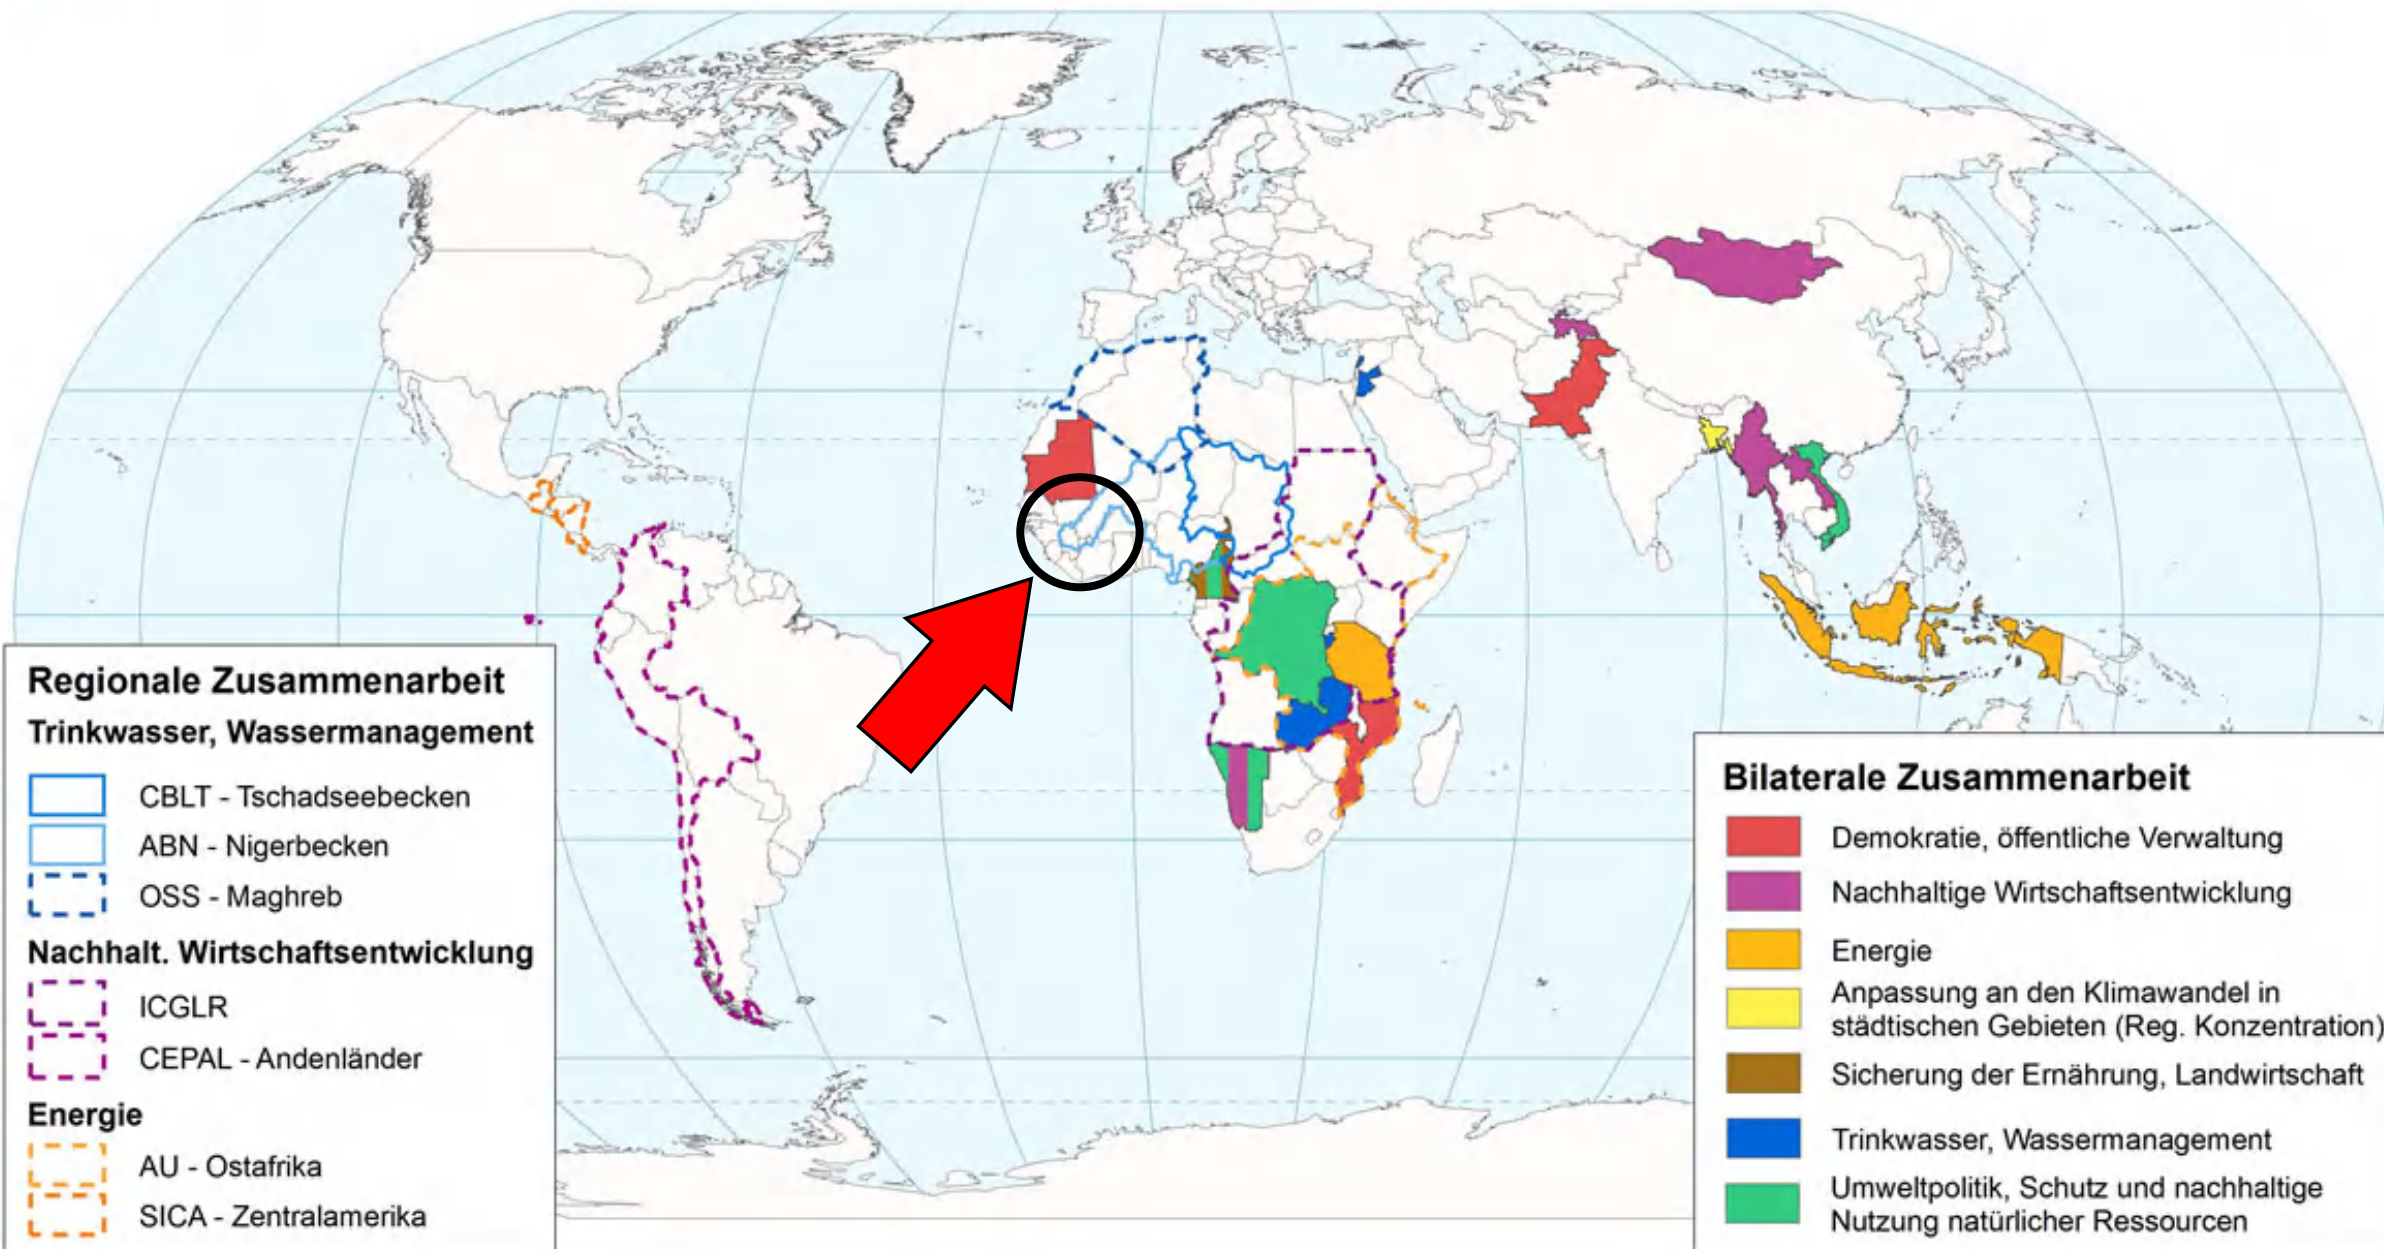 Regionale Zusammenarbeit
Trinkwasser, Wassermanagement
CBLT - Tschadseebecken
ABN - Nigerbecken
OSS - Maghreb
Nachhalt. Wirtschaftsentwicklung
ICGLR
CEPAL - Andenländer
Energie
AU - Ostafrika
SICA - Zentralamerika
Bilaterale Zusammenarbeit
Demokratie, öffentliche Verwaltung
Nachhaltige Wirtschaftsentwicklung
Energie
Anpassung an den Klimawandel in
städtischen Gebieten (Reg. Konzentration)
Sicherung der Ernährung, Landwirtschaft
Trinkwasser, Wassermanagement
Umweltpolitik, Schutz und nachhaltige
Nutzung natürlicher Ressourcen